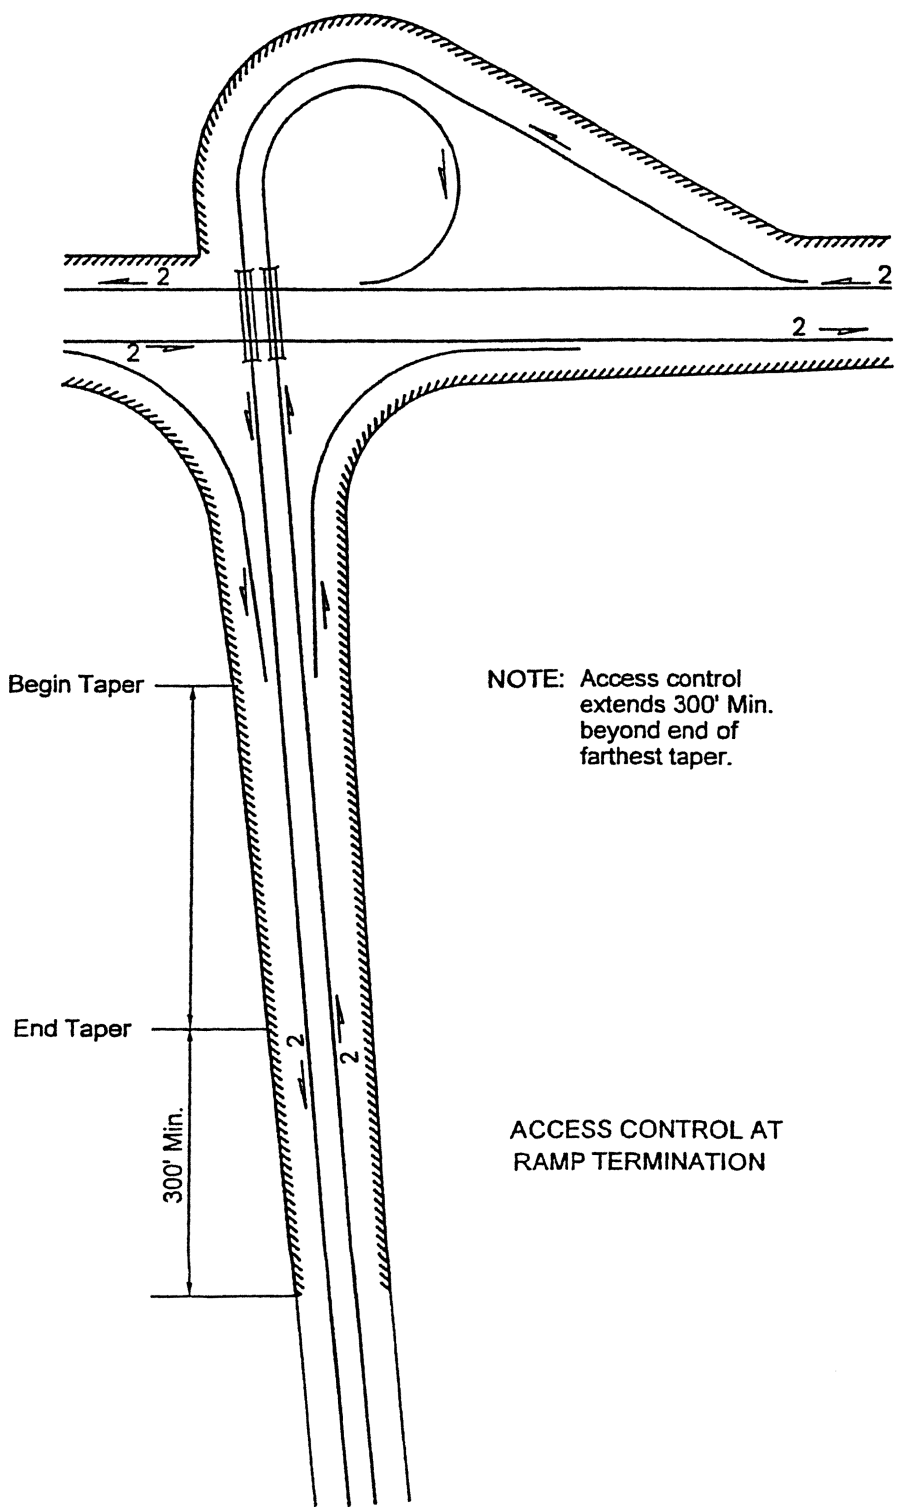 2
2
2
2
Begin Taper
NOTE: Access control
extends 300' Min.
beyond end of
farthest taper.
End Taper
2
2
300' Min.
ACCESS CONTROL AT
RAMP TERMINATION